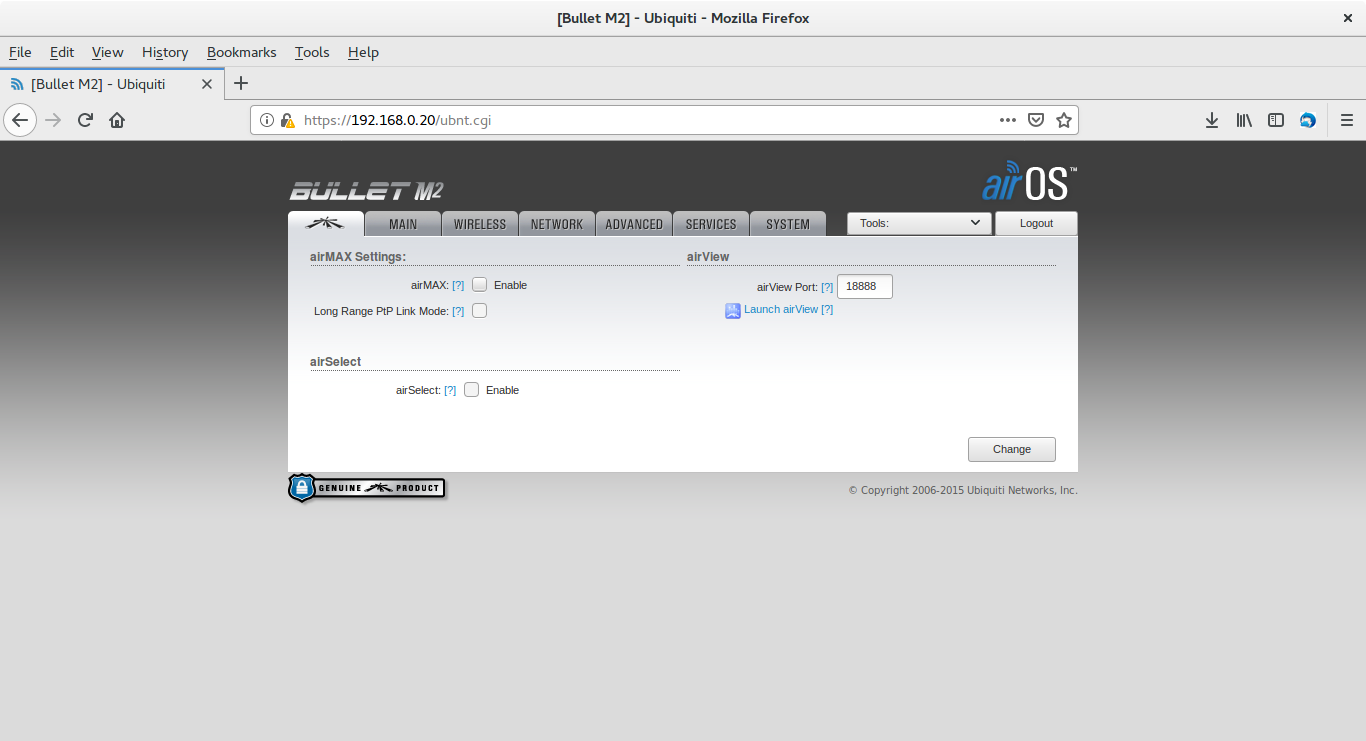 [Bullet M2] - Ubiquiti - Mozilla Firefox
File Edit View History Bookmarks Tools Help
[Bullet M2] - Ubiquiti
https://192.168.0.20/ubnt.cgi
BULLET M2
airOS™
MAIN WIRELESS NETWORK ADVANCED SERVICES SYSTEM Tools: Logout
airMAX Settings:
airMAX: [?] Enable
Long Range PtP Link Mode: [?]
airView
airView Port: [?] 18888
Launch airView [?]
airSelect
airSelect: [?] Enable
Change
GENUINE PRODUCT
© Copyright 2006-2015 Ubiquiti Networks, Inc.